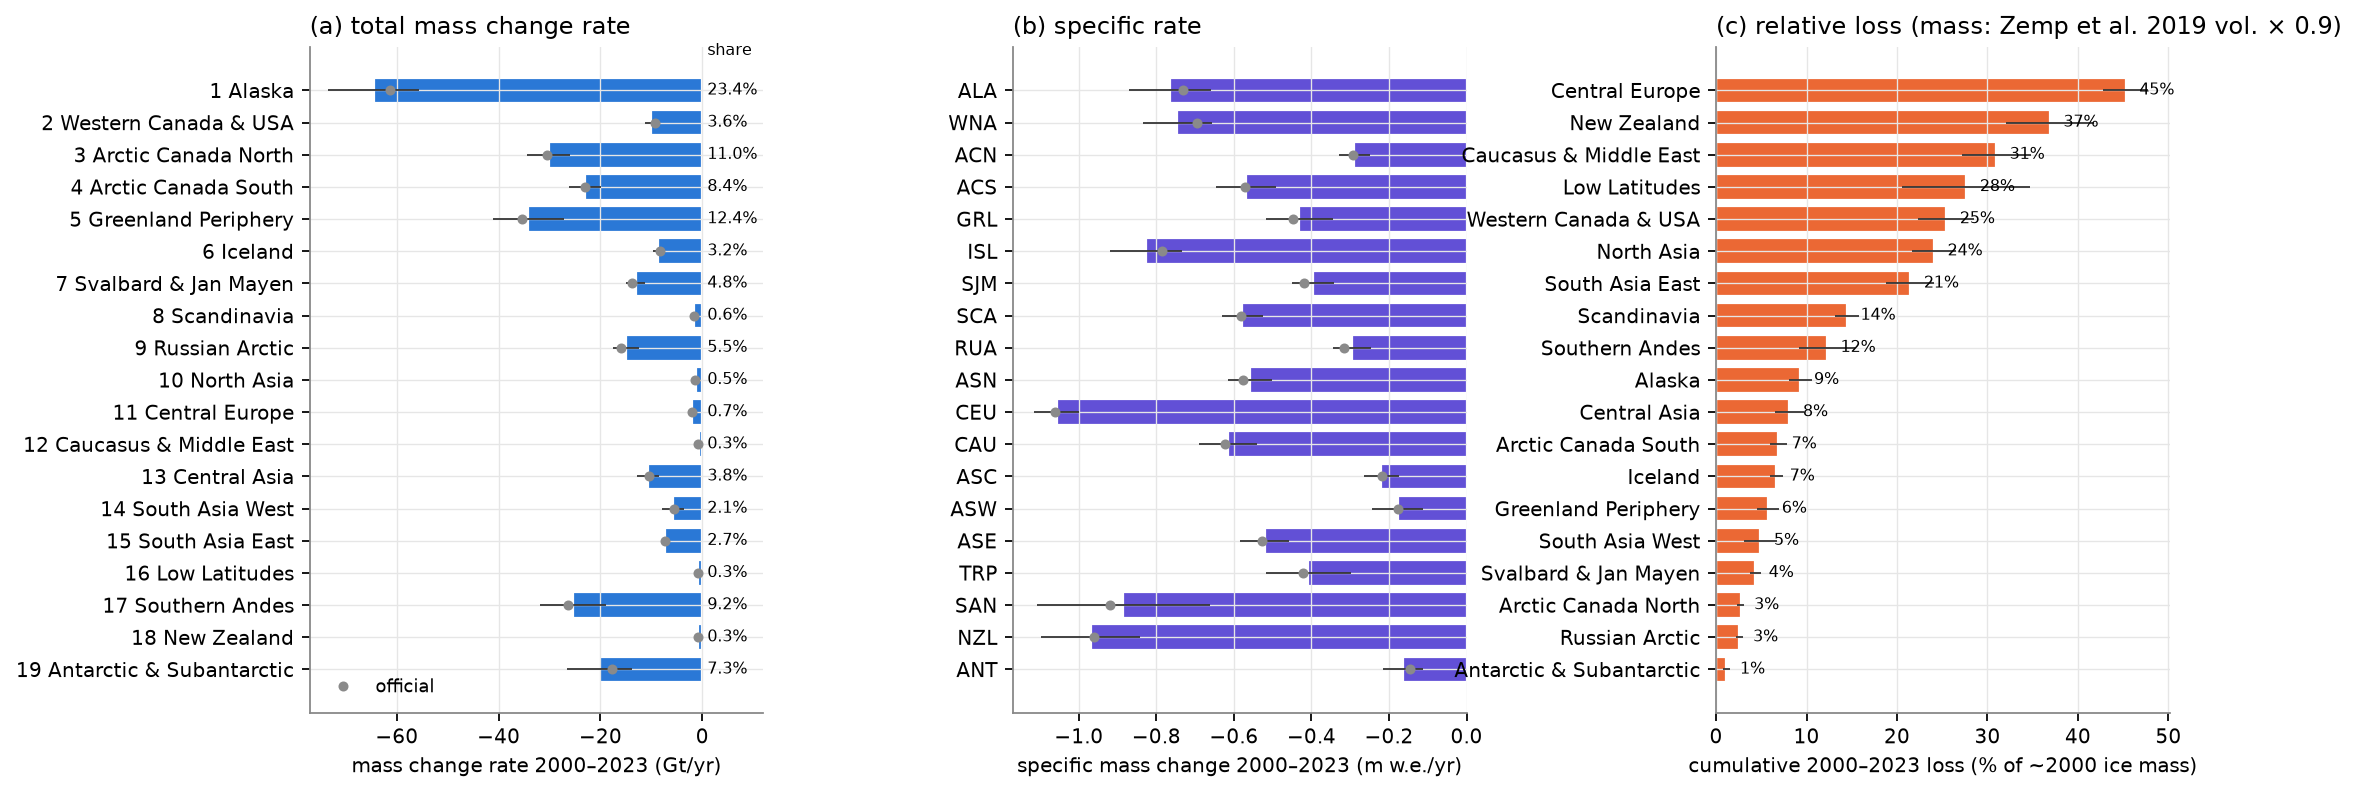 (a) total mass change rate
share
1 Alaska 23.4%
2 Western Canada & USA 3.6%
3 Arctic Canada North 11.0%
4 Arctic Canada South 8.4%
5 Greenland Periphery 12.4%
6 Iceland 3.2%
7 Svalbard & Jan Mayen 4.8%
8 Scandinavia 0.6%
9 Russian Arctic 5.5%
10 North Asia 0.5%
11 Central Europe 0.7%
12 Caucasus & Middle East 0.3%
13 Central Asia 3.8%
14 South Asia West 2.1%
15 South Asia East 2.7%
16 Low Latitudes 0.3%
17 Southern Andes 9.2%
18 New Zealand 0.3%
19 Antarctic & Subantarctic 7.3%
official
−60 −40 −20 0
mass change rate 2000–2023 (Gt/yr)
(b) specific rate
ALA
WNA
ACN
ACS
GRL
ISL
SJM
SCA
RUA
ASN
CEU
CAU
ASC
ASW
ASE
TRP
SAN
NZL
ANT
−1.0 −0.8 −0.6 −0.4 −0.2 0.0
specific mass change 2000–2023 (m w.e./yr)
(c) relative loss (mass: Zemp et al. 2019 vol. × 0.9)
Central Europe 45%
New Zealand 37%
Caucasus & Middle East 31%
Low Latitudes 28%
Western Canada & USA 25%
North Asia 24%
South Asia East 21%
Scandinavia 14%
Southern Andes 12%
Alaska 9%
Central Asia 8%
Arctic Canada South 7%
Iceland 7%
Greenland Periphery 6%
South Asia West 5%
Svalbard & Jan Mayen 4%
Arctic Canada North 3%
Russian Arctic 3%
Antarctic & Subantarctic 1%
0 10 20 30 40 50
cumulative 2000–2023 loss (% of ~2000 ice mass)